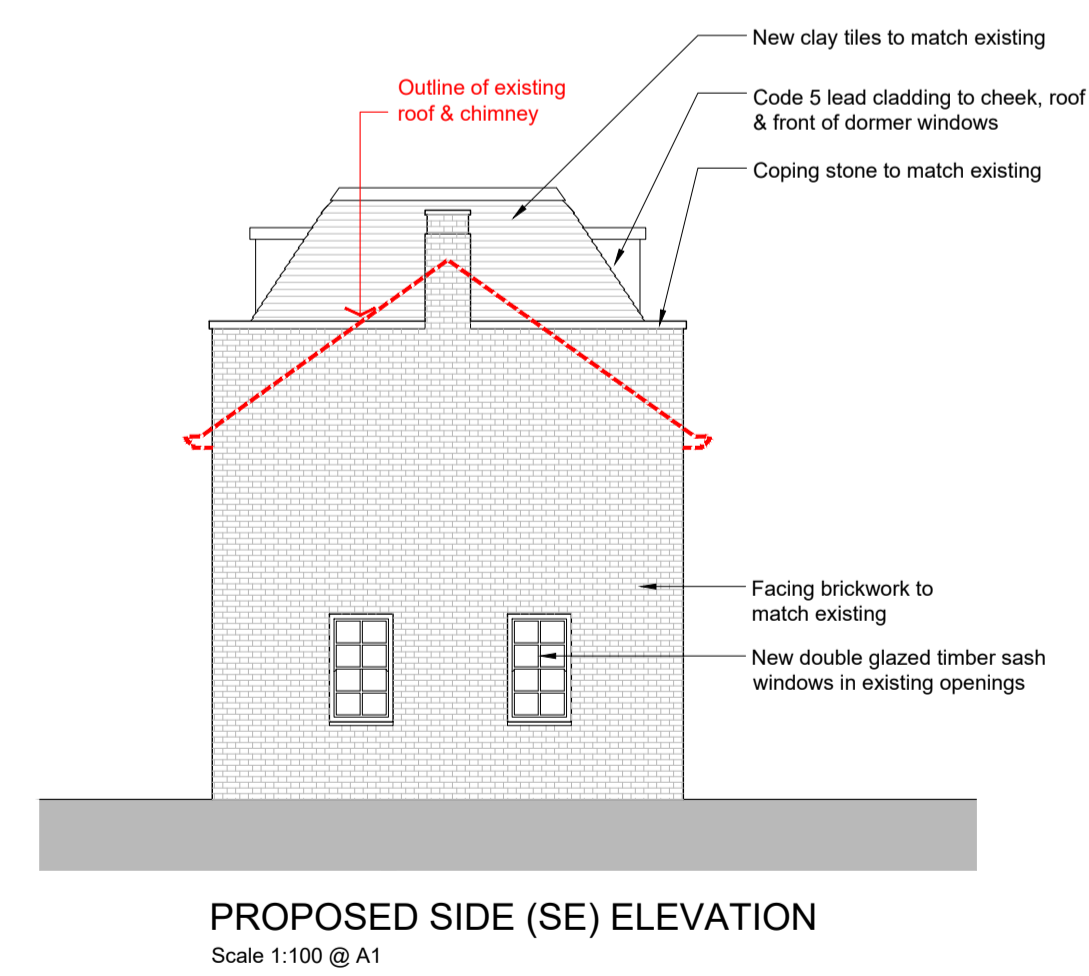 New clay tiles to match existing
Outline of existing
roof & chimney
Code 5 lead cladding to cheek, roof
& front of dormer windows
Coping stone to match existing
Facing brickwork to
match existing
New double glazed timber sash
windows in existing openings
PROPOSED SIDE (SE) ELEVATION
Scale 1:100 @ A1